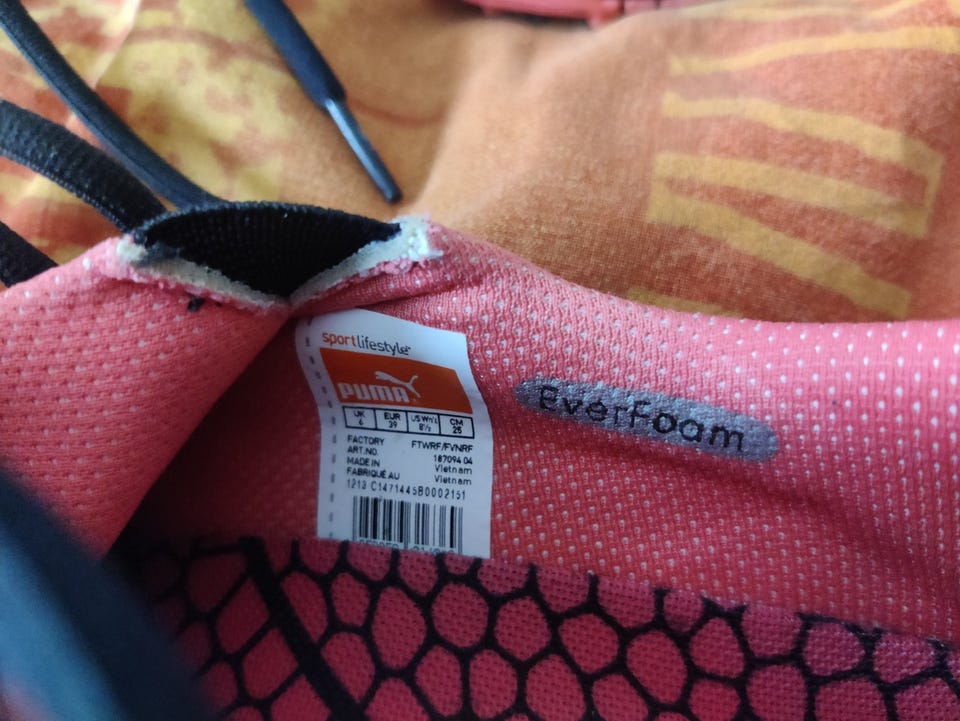 sportlifestyle
PUMA
UK EUR US Wn's CM
6 39 8½ 25
FACTORY FTWRF/FVNRF
ART.NO. 187094 04
MADE IN Vietnam
FABRIQUÉ AU Vietnam
1213 C1471445B0002151
EverFoam